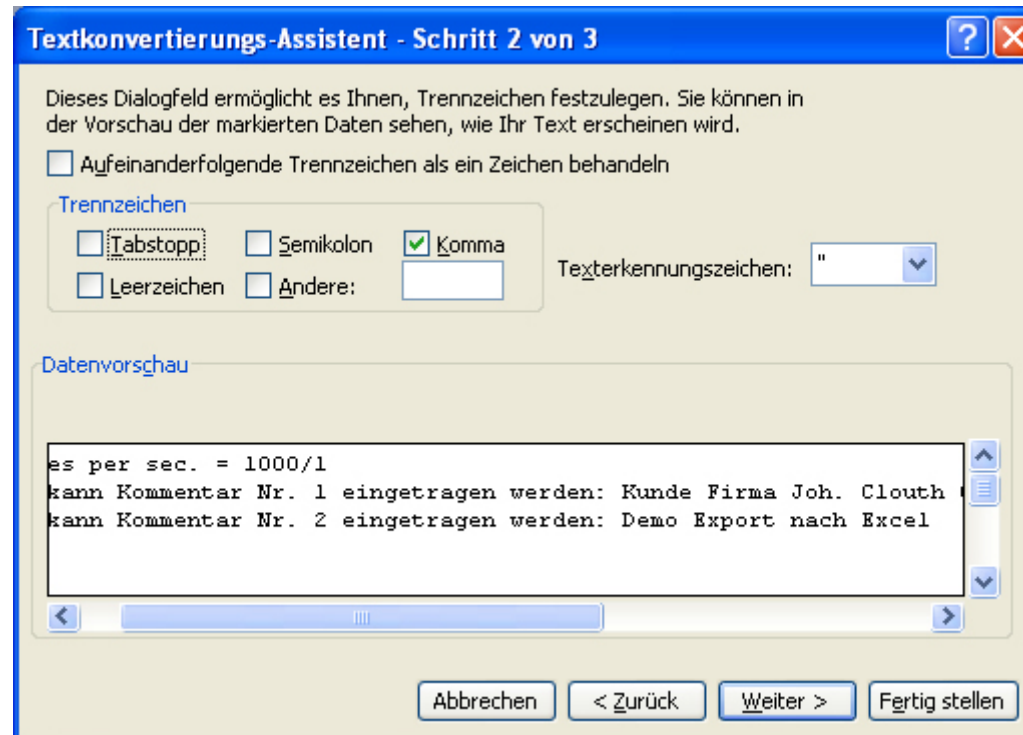 Textkonvertierungs-Assistent - Schritt 2 von 3
Dieses Dialogfeld ermöglicht es Ihnen, Trennzeichen festzulegen. Sie können in
der Vorschau der markierten Daten sehen, wie Ihr Text erscheinen wird.
Aufeinanderfolgende Trennzeichen als ein Zeichen behandeln
Trennzeichen
Tabstopp Semikolon Komma
Leerzeichen Andere:
Texterkennungszeichen: "
Datenvorschau
es per sec. = 1000/1
kann Kommentar Nr. 1 eingetragen werden: Kunde Firma Joh. Clouth
kann Kommentar Nr. 2 eingetragen werden: Demo Export nach Excel
Abbrechen < Zurück Weiter > Fertig stellen